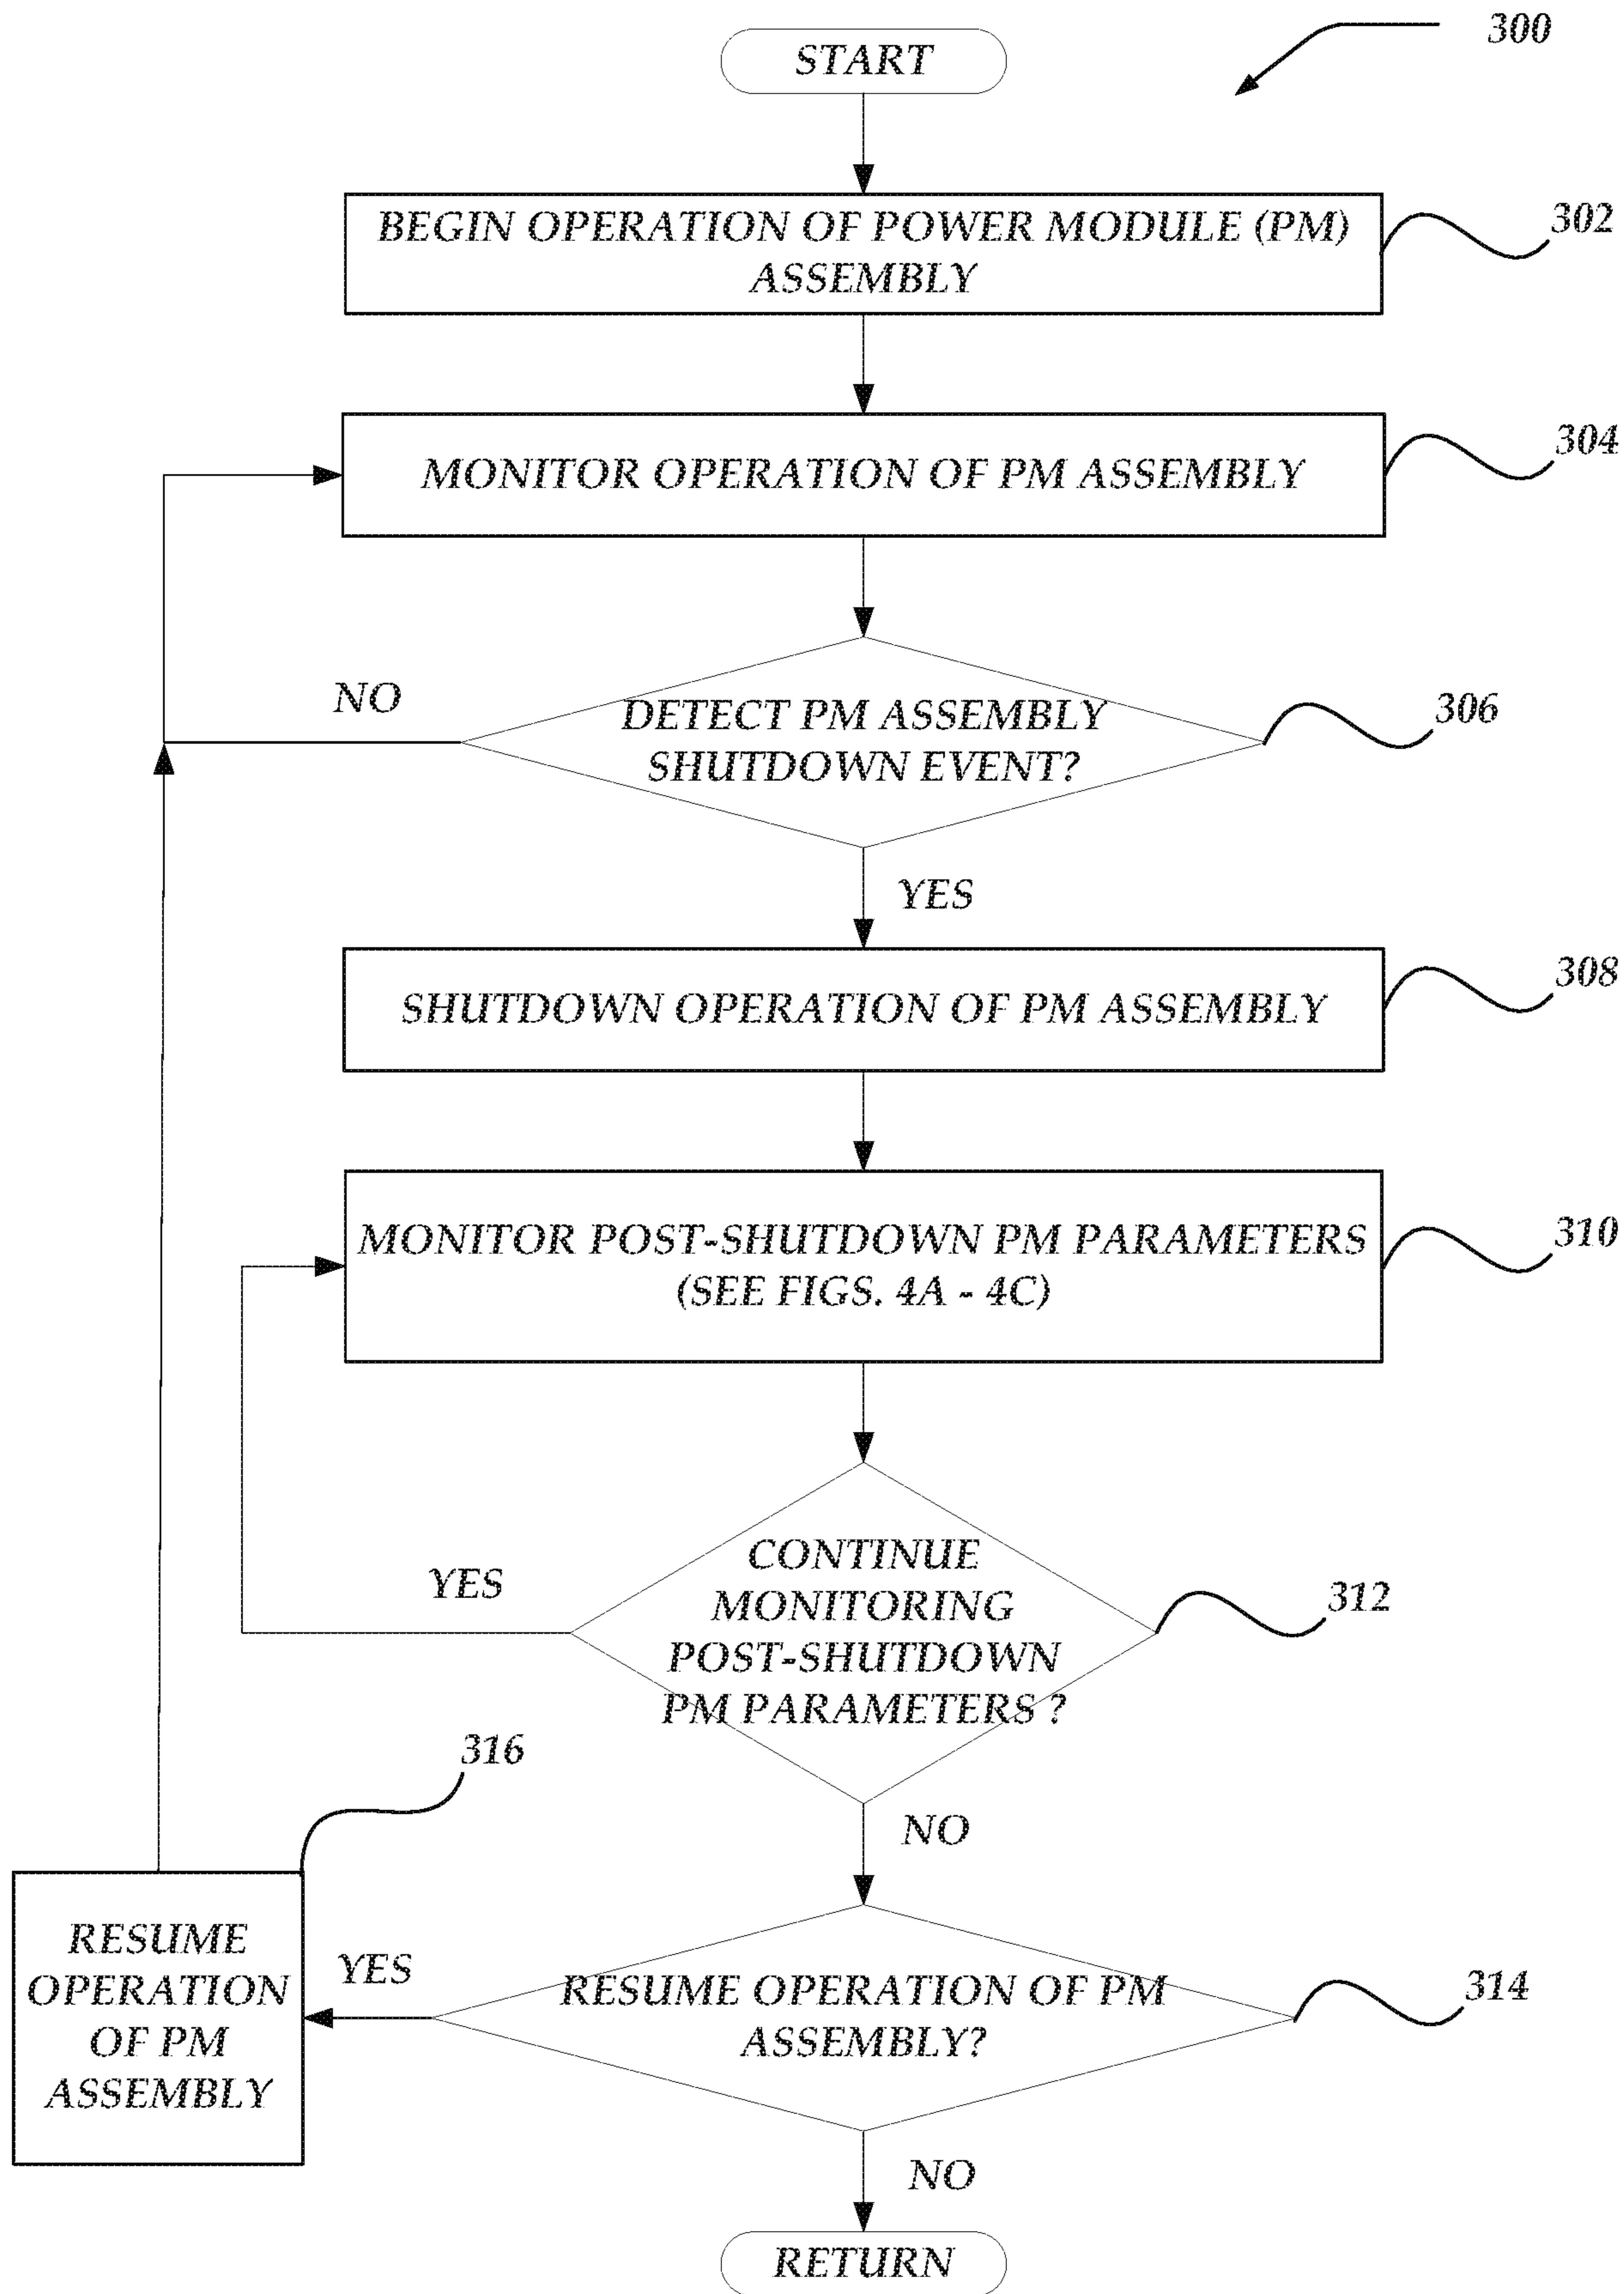 300
START
BEGIN OPERATION OF POWER MODULE (PM)
ASSEMBLY
302
MONITOR OPERATION OF PM ASSEMBLY
304
NO
DETECT PM ASSEMBLY
SHUTDOWN EVENT?
306
YES
SHUTDOWN OPERATION OF PM ASSEMBLY
308
MONITOR POST-SHUTDOWN PM PARAMETERS
(SEE FIGS. 4A - 4C)
310
YES
CONTINUE
MONITORING
POST-SHUTDOWN
PM PARAMETERS ?
312
NO
316
RESUME
OPERATION
OF PM
ASSEMBLY
YES
RESUME OPERATION OF PM
ASSEMBLY?
314
NO
RETURN